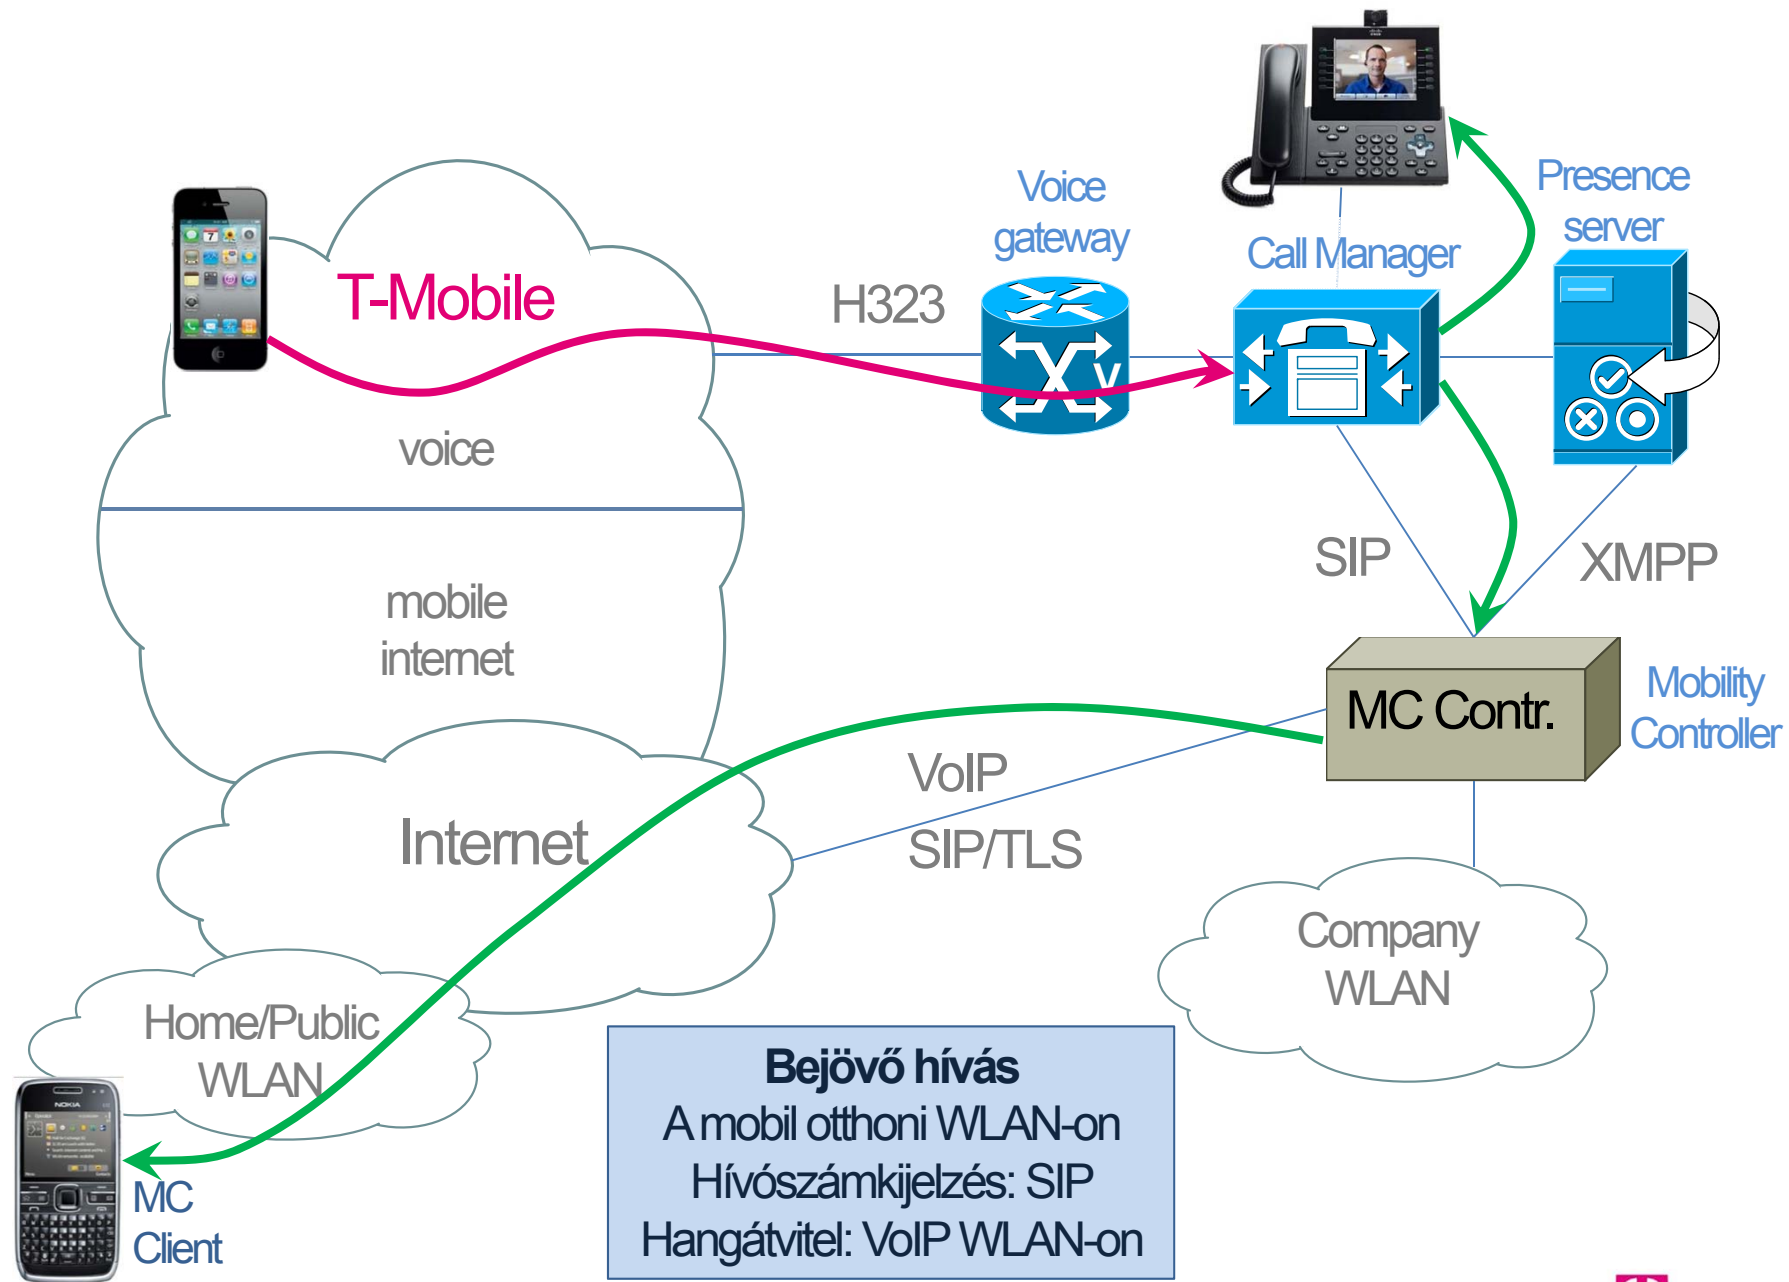 Voice
gateway
Presence
server
Call Manager
T-Mobile
H323
V
voice
SIP
XMPP
mobile
internet
MC Contr.
Mobility
Controller
VoIP
Internet
SIP/TLS
Company
WLAN
Home/Public
WLAN
NOKIA
MC
Client
Bejövő hívás
A mobil otthoni WLAN-on
Hívószámkijelzés: SIP
Hangátvitel: VoIP WLAN-on